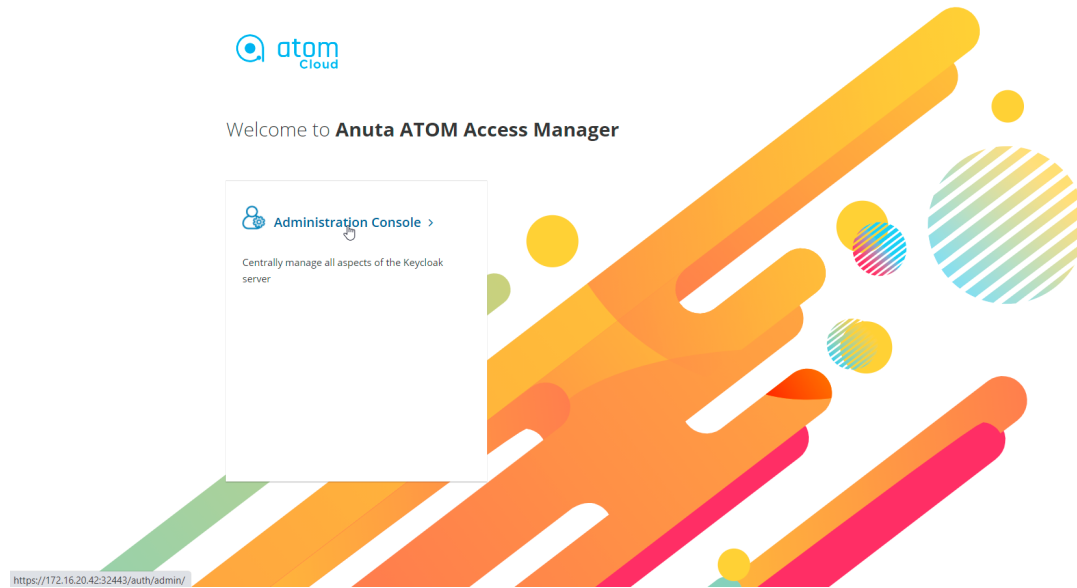 atom
Cloud
Welcome to Anuta ATOM Access Manager
Administration Console >
Centrally manage all aspects of the Keycloak
server
https://172.16.20.42:32443/auth/admin/